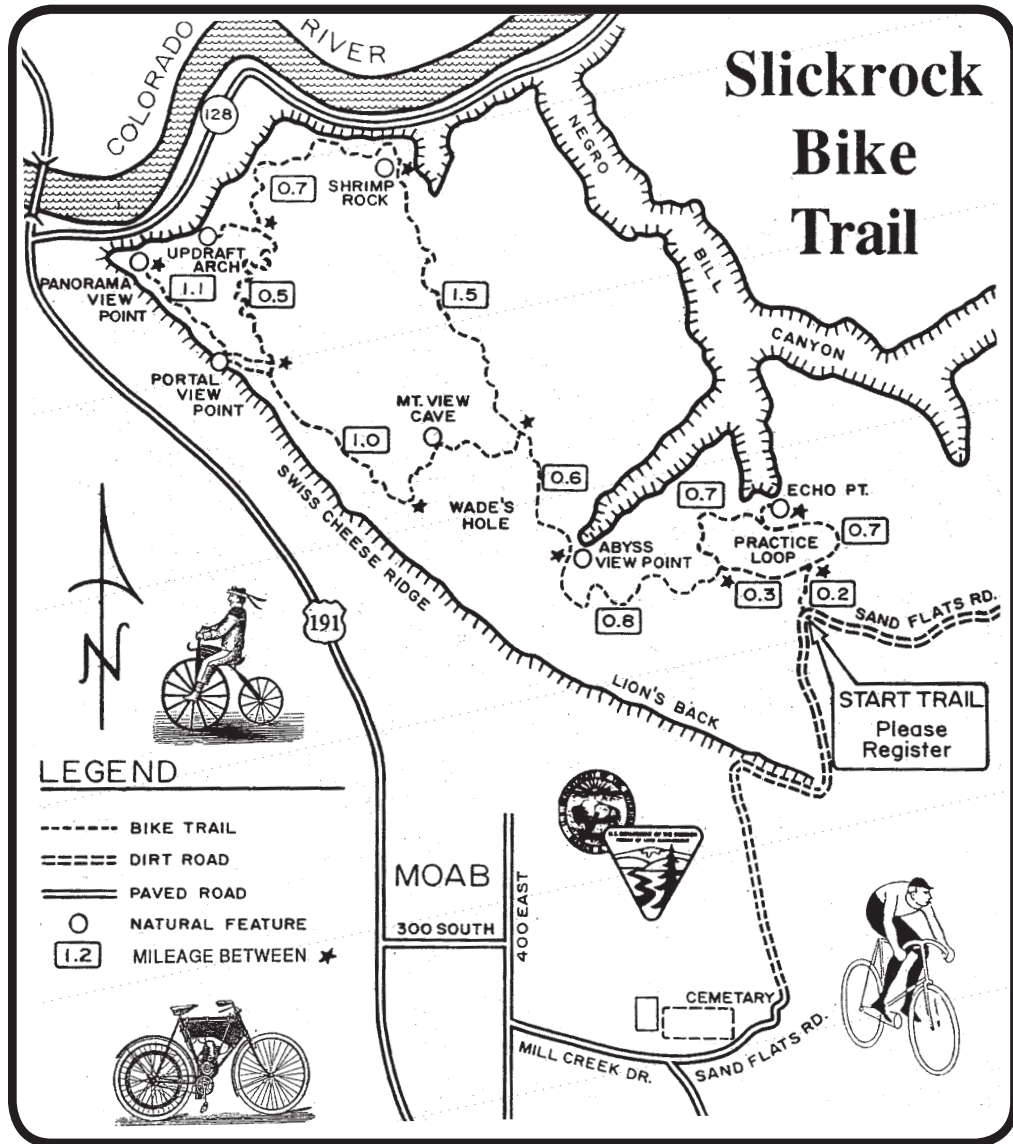 Slickrock
Bike
Trail
COLORADO
RIVER
128
NEGRO
BILL
CANYON
SHRIMP
ROCK
0.7
UPDRAFT
ARCH
PANORAMA
VIEW
POINT
1.1
0.5
1.5
PORTAL
VIEW
POINT
MT. VIEW
CAVE
1.0
0.6
WADE'S
HOLE
SWISS CHEESE RIDGE
ABYSS
VIEW POINT
0.7
ECHO PT.
PRACTICE
LOOP
0.7
0.8
0.3
0.2
SAND FLATS RD.
191
N
LION'S BACK
START TRAIL
Please
Register
LEGEND
BIKE TRAIL
DIRT ROAD
PAVED ROAD
NATURAL FEATURE
1.2 MILEAGE BETWEEN
MOAB
300 SOUTH
400 EAST
CEMETARY
MILL CREEK DR.
SAND FLATS RD.